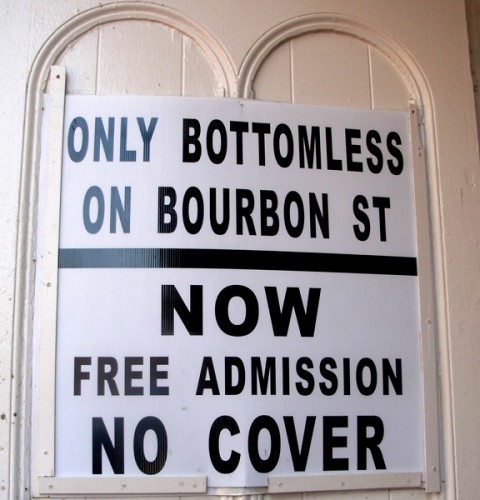 ONLY BOTTOMLESS
ON BOURBON ST
NOW
FREE ADMISSION
NO COVER